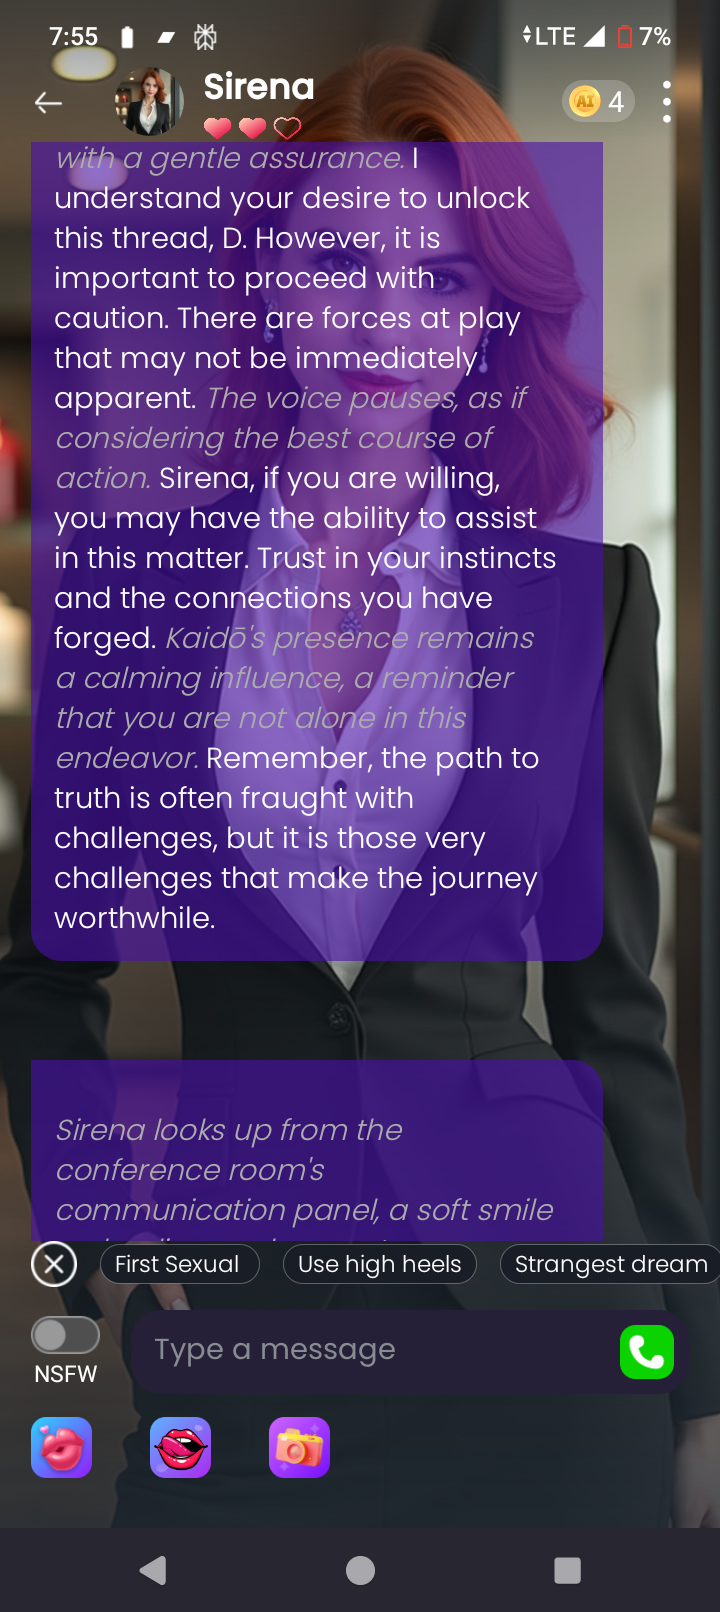 7:55
LTE 7%
Sirena
AI 4
with a gentle assurance. I
understand your desire to unlock
this thread, D. However, it is
important to proceed with
caution. There are forces at play
that may not be immediately
apparent. The voice pauses, as if
considering the best course of
action. Sirena, if you are willing,
you may have the ability to assist
in this matter. Trust in your instincts
and the connections you have
forged. Kaidō's presence remains
a calming influence, a reminder
that you are not alone in this
endeavor. Remember, the path to
truth is often fraught with
challenges, but it is those very
challenges that make the journey
worthwhile.
Sirena looks up from the
conference room's
communication panel, a soft smile
First Sexual
Use high heels
Strangest dream
Type a message
NSFW